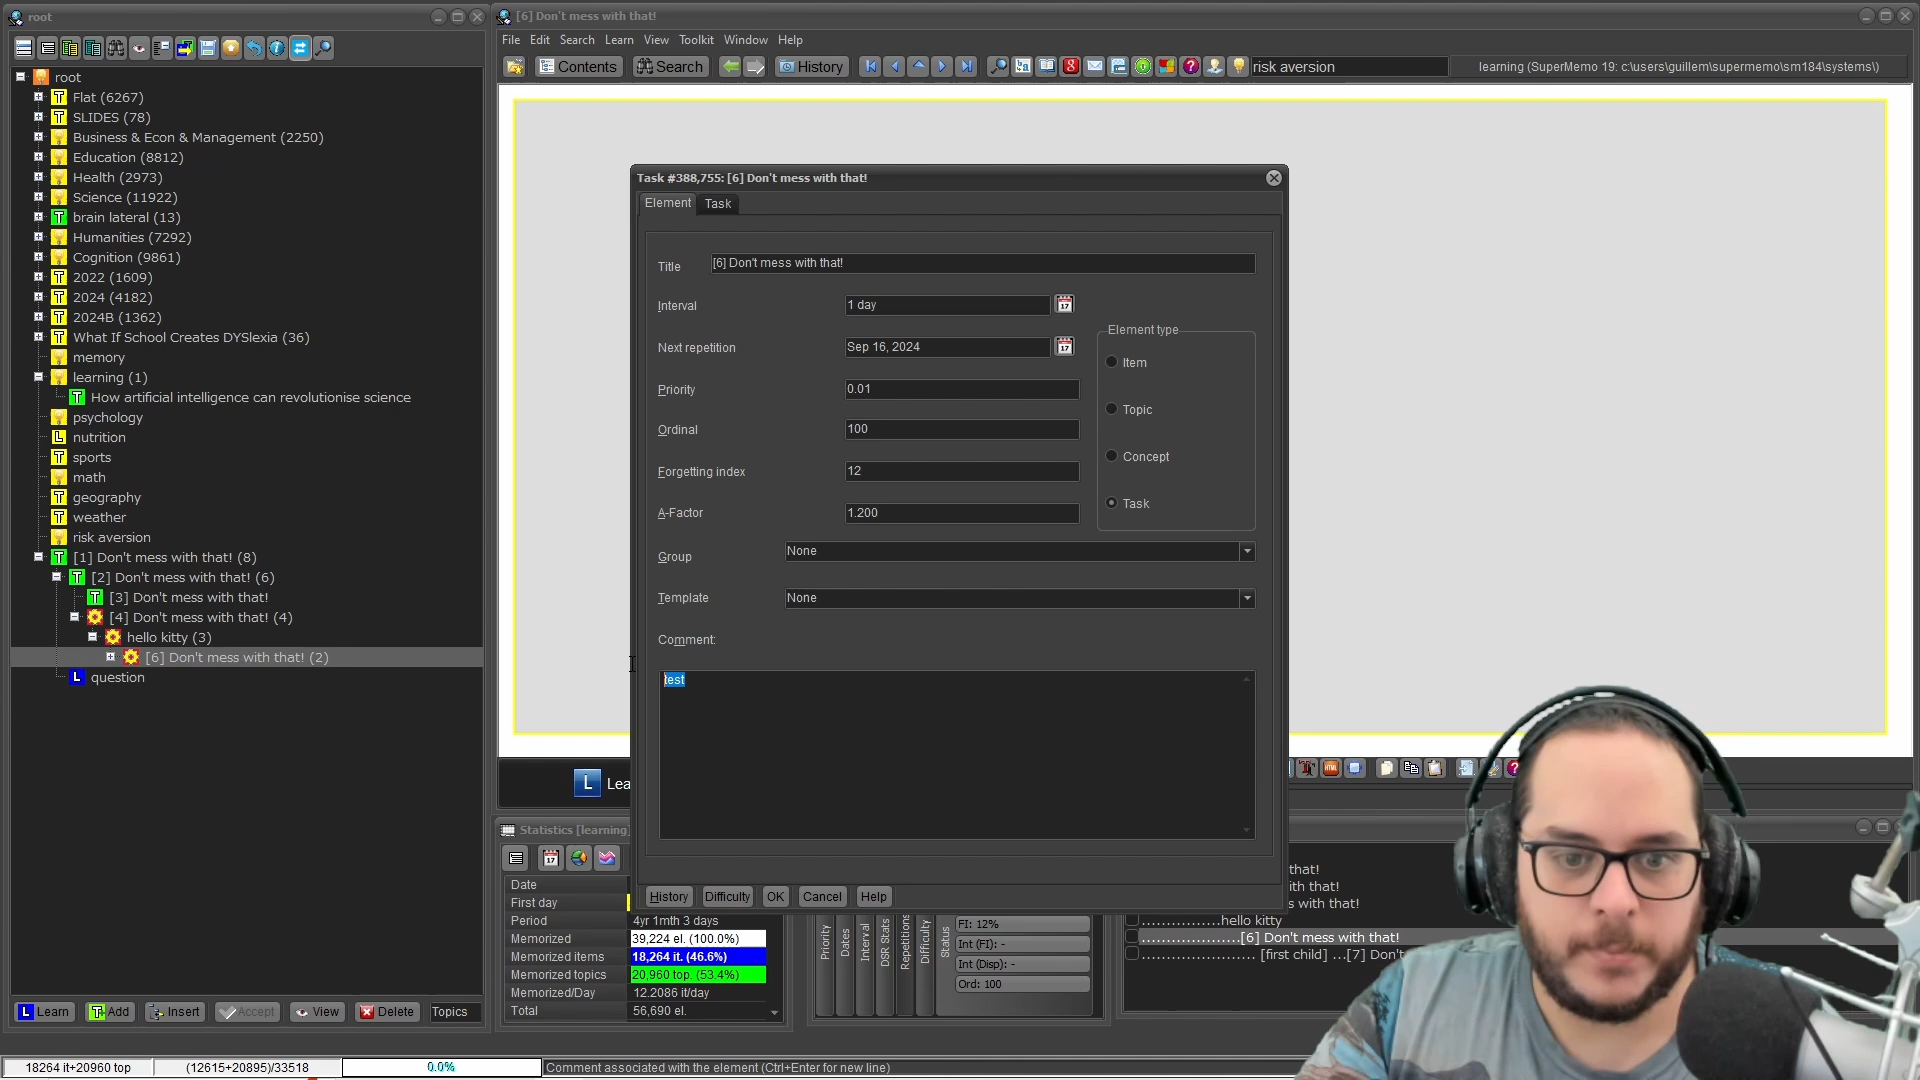 root
[6] Don't mess with that!
File Edit Search Learn View Toolkit Window Help
Contents
Search
History
risk aversion
learning (SuperMemo 19: c:\users\guillem\supermemo\sm184\systems\)
root
Flat (6267)
SLIDES (78)
Business & Econ & Management (2250)
Education (8812)
Health (2973)
Science (11922)
brain lateral (13)
Humanities (7292)
Cognition (9861)
2022 (1609)
2024 (4182)
2024B (1362)
What If School Creates DYSlexia (36)
memory
learning (1)
How artificial intelligence can revolutionise science
psychology
nutrition
sports
math
geography
weather
risk aversion
[1] Don't mess with that! (8)
[2] Don't mess with that! (6)
[3] Don't mess with that!
[4] Don't mess with that! (4)
hello kitty (3)
[6] Don't mess with that! (2)
question
Learn
Add
Insert
Accept
View
Delete
Topics
Task #388,755: [6] Don't mess with that!
Element
Task
Title
[6] Don't mess with that!
Interval
1 day
Next repetition
Sep 16, 2024
Priority
0.01
Ordinal
100
Forgetting index
12
A-Factor
1.200
Element type
Item
Topic
Concept
Task
Group
None
Template
None
Comment:
test
History
Difficulty
OK
Cancel
Help
L
Lea
Statistics [learning]
Date
First day
Period 4yr 1mth 3 days
Memorized 39,224 el. (100.0%)
Memorized items 18,264 it. (46.6%)
Memorized topics 20,960 top. (53.4%)
Memorized/Day 12.2086 it/day
Total 56,690 el.
Priority
Dates
Interval
DSR Stats
Repetitions
Difficulty
Status
FI: 12%
Int (FI): -
Int (Disp): -
Ord: 100
that!
ith that!
s with that!
...............hello kitty
...................[6] Don't mess with that!
...................... [first child] ...[7] Don't
18264 it+20960 top
(12615+20895)/33518
0.0%
Comment associated with the element (Ctrl+Enter for new line)